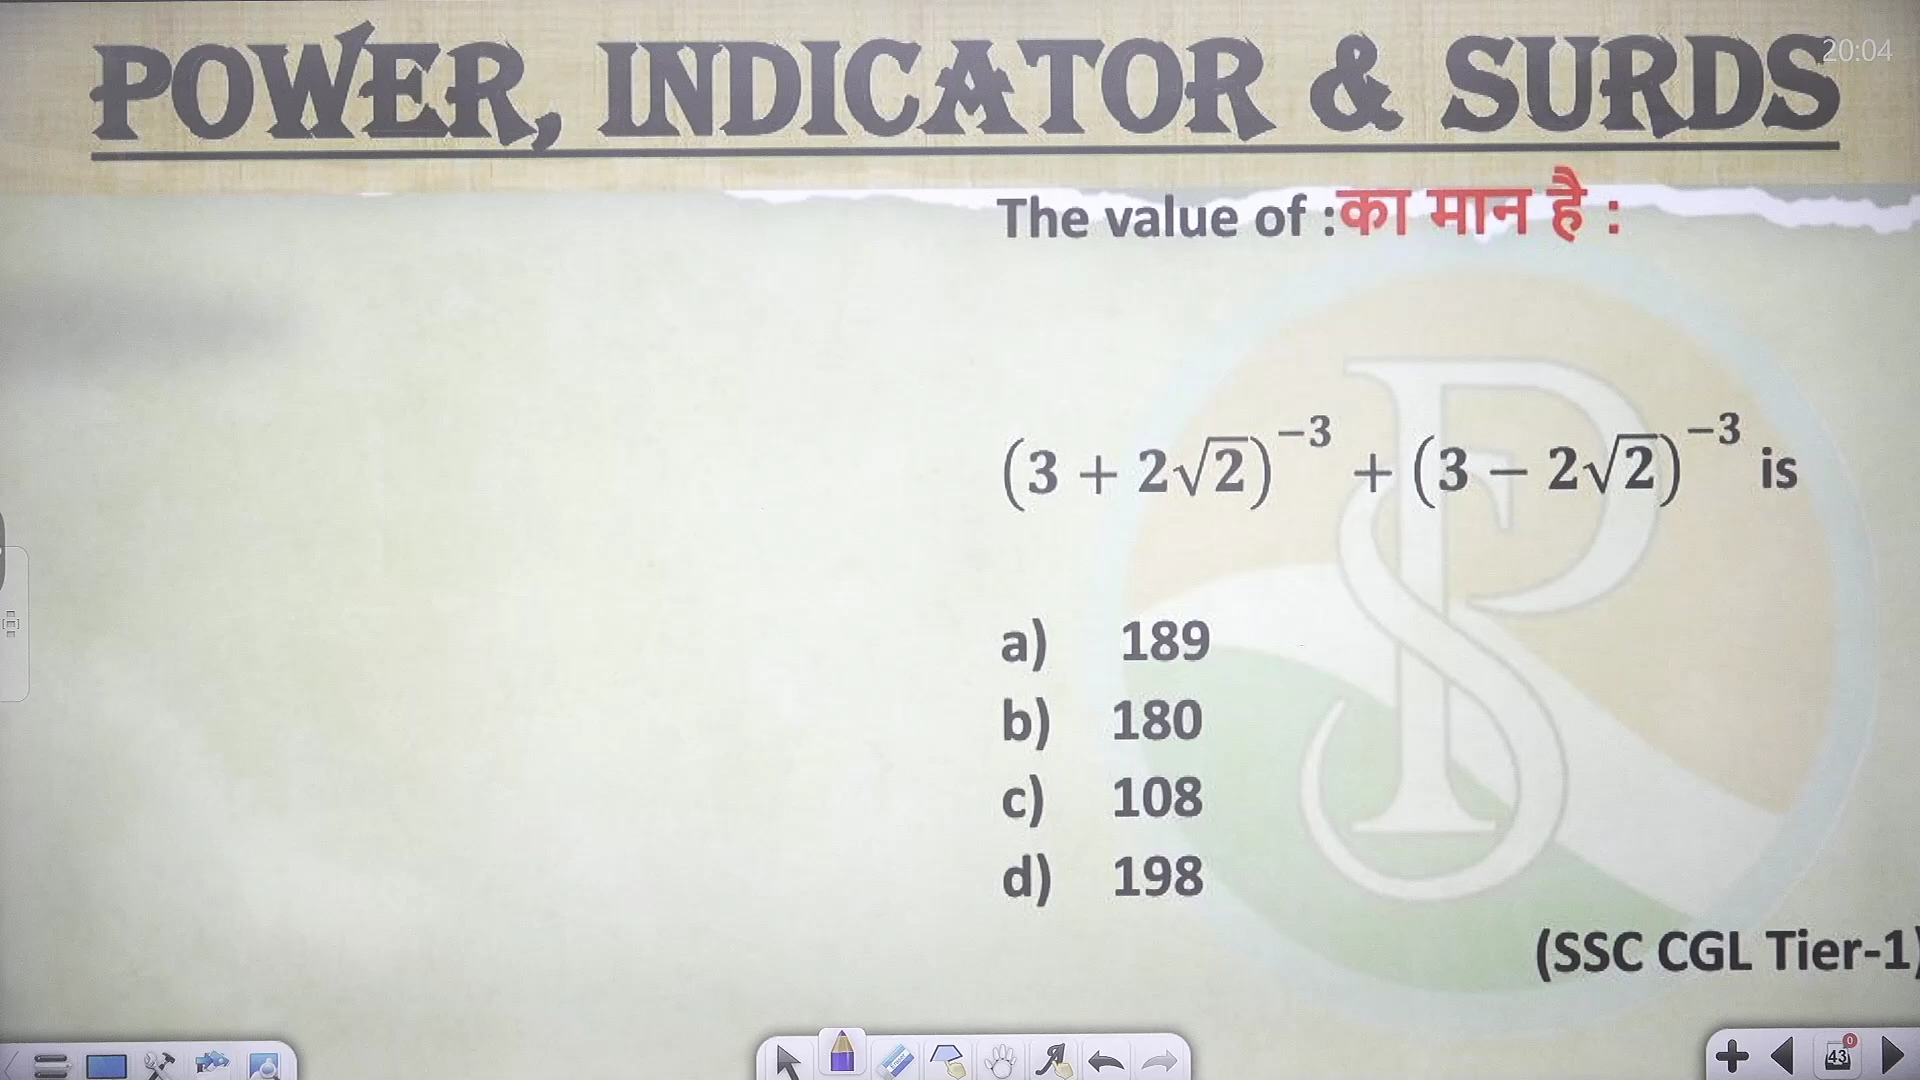 POWER, INDICATOR & SURDS
20:04
The value of :का मान है :
(3 + 2√2)⁻³ + (3 − 2√2)⁻³ is
a) 189
b) 180
c) 108
d) 198
(SSC CGL Tier-1)
43
0